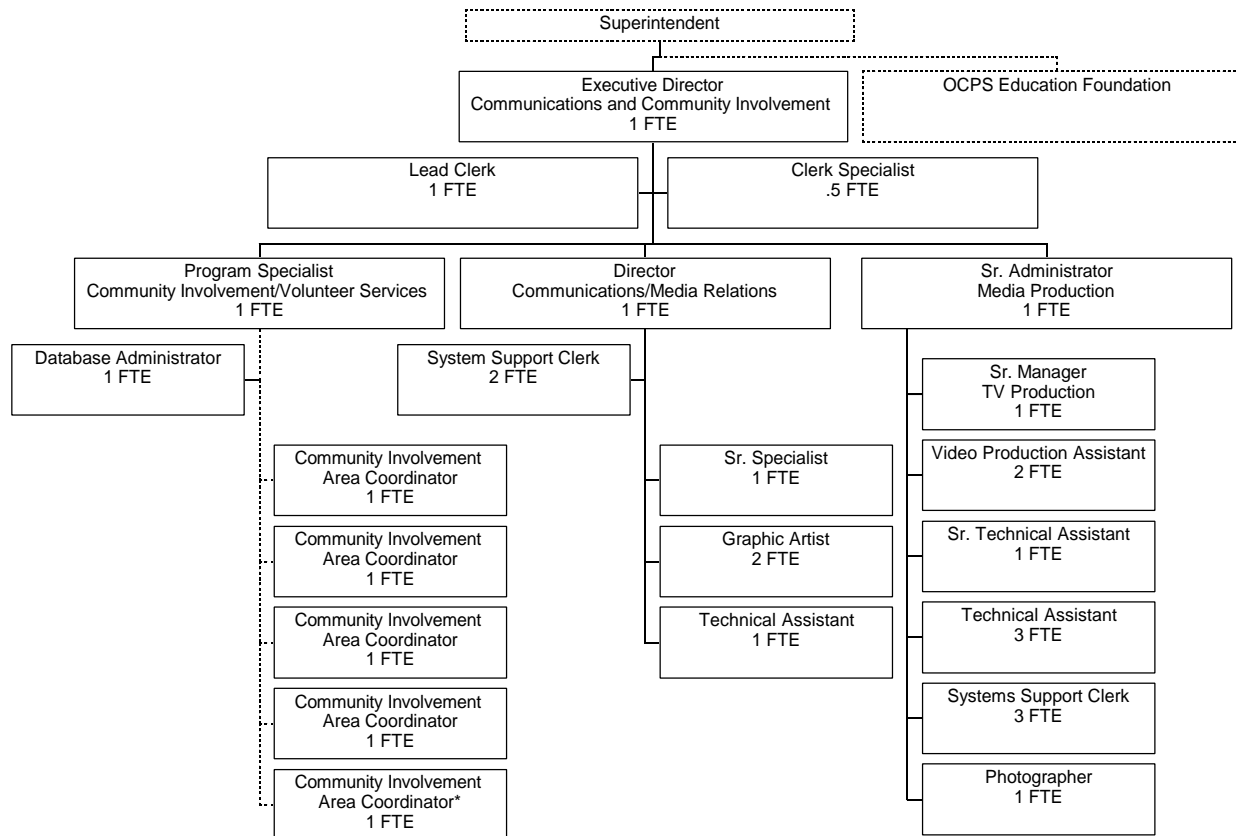 Superintendent
Executive Director
Communications and Community Involvement
1 FTE
OCPS Education Foundation
Lead Clerk
1 FTE
Clerk Specialist
.5 FTE
Program Specialist
Community Involvement/Volunteer Services
1 FTE
Director
Communications/Media Relations
1 FTE
Sr. Administrator
Media Production
1 FTE
Database Administrator
1 FTE
System Support Clerk
2 FTE
Sr. Manager
TV Production
1 FTE
Community Involvement
Area Coordinator
1 FTE
Sr. Specialist
1 FTE
Video Production Assistant
2 FTE
Community Involvement
Area Coordinator
1 FTE
Graphic Artist
2 FTE
Sr. Technical Assistant
1 FTE
Community Involvement
Area Coordinator
1 FTE
Technical Assistant
1 FTE
Technical Assistant
3 FTE
Community Involvement
Area Coordinator
1 FTE
Systems Support Clerk
3 FTE
Community Involvement
Area Coordinator*
1 FTE
Photographer
1 FTE